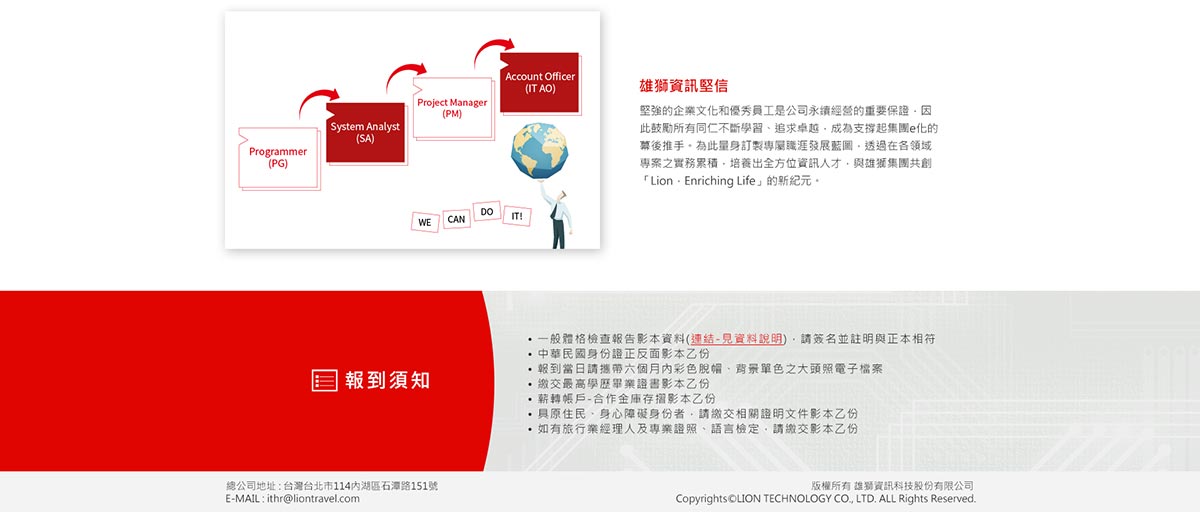 Account Officer
(IT AO)
Project Manager
(PM)
System Analyst
(SA)
Programmer
(PG)
WE CAN DO IT!
雄獅資訊堅信
堅強的企業文化和優秀員工是公司永續經營的重要保證，因
此鼓勵所有同仁不斷學習、追求卓越，成為支撐起集團e化的
幕後推手。為此量身訂製專屬職涯發展藍圖，透過在各領域
專案之實務累積，培養出全方位資訊人才，與雄獅集團共創
「Lion，Enriching Life」的新紀元。
報到須知
• 一般體格檢查報告影本資料(連結-見資料說明)，請簽名並註明與正本相符
• 中華民國身份證正反面影本乙份
• 報到當日請攜帶六個月內彩色脫帽、背景單色之大頭照電子檔案
• 繳交最高學歷畢業證書影本乙份
• 薪轉帳戶-合作金庫存摺影本乙份
• 具原住民、身心障礙身份者，請繳交相關證明文件影本乙份
• 如有旅行業經理人及專業證照、語言檢定，請繳交影本乙份
總公司地址 : 台灣台北市114內湖區石潭路151號
E-MAIL : ithr@liontravel.com
版權所有 雄獅資訊科技股份有限公司
Copyrights©LION TECHNOLOGY CO., LTD. ALL Rights Reserved.